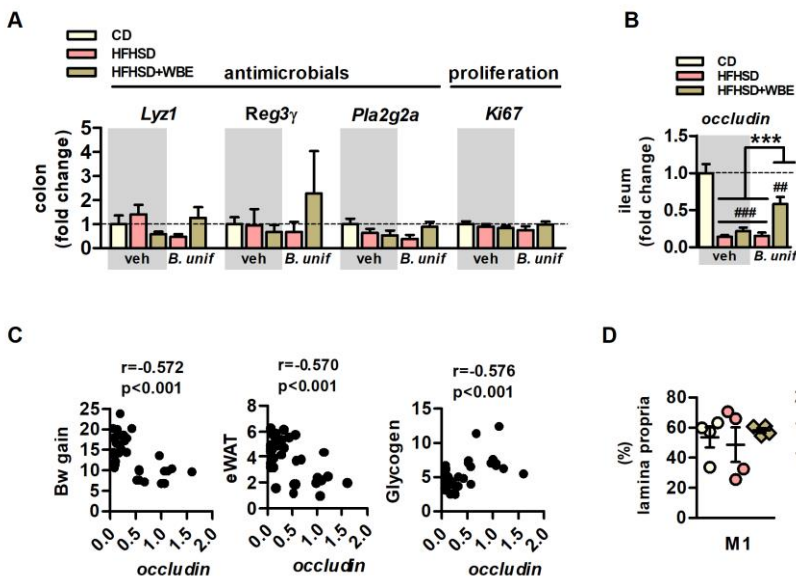 A
CD
HFHSD
HFHSD+WBE
antimicrobials
proliferation
Lyz1
Reg3γ
Pla2g2a
Ki67
colon
(fold change)
5
4
3
2
1
0
veh
B. unif
veh
B. unif
veh
B. unif
veh
B. unif
B
CD
HFHSD
HFHSD+WBE
occludin
ileum
(fold change)
1.5
1.0
0.5
0.0
***
##
###
veh
B. unif
C
r=-0.572
p<0.001
Bw gain
25
20
15
10
5
0.0
0.5
1.0
1.5
2.0
occludin
r=-0.570
p<0.001
eWAT
8
6
4
2
0
0.0
0.5
1.0
1.5
2.0
occludin
r=-0.576
p<0.001
Glycogen
15
10
5
0
0.0
0.5
1.0
1.5
2.0
occludin
D
(%)
lamina propria
80
60
40
20
0
M1